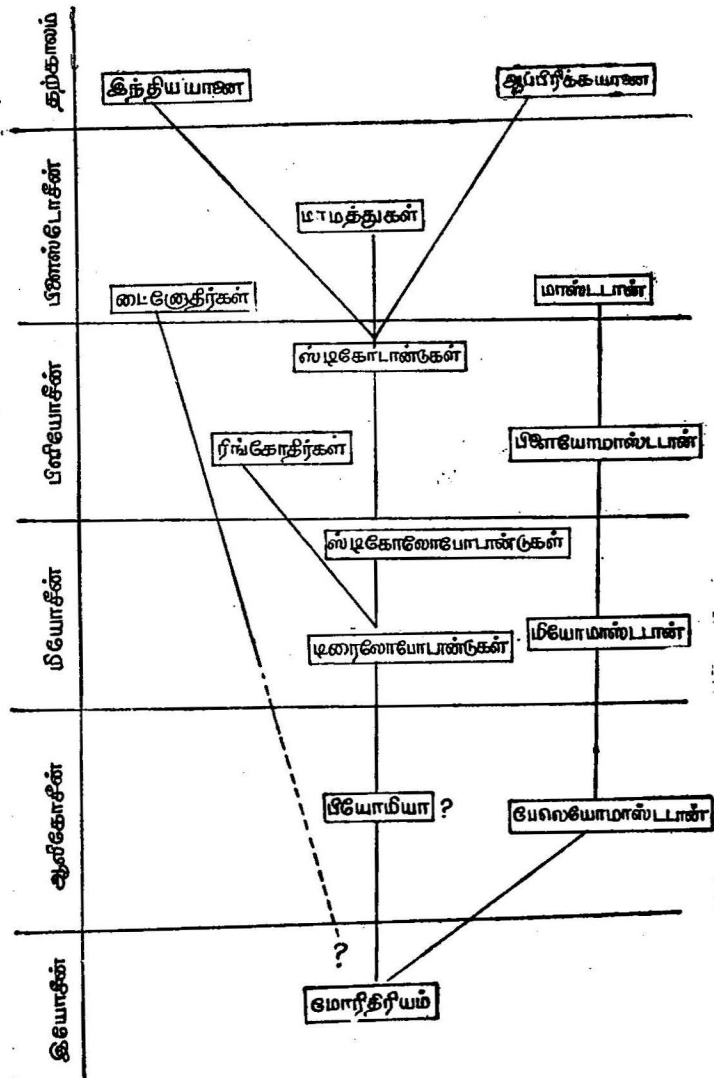 தற்காலம்
இந்தியயானை
ஆப்பிரிக்கயானை
பிளைஸ்டோசீன்
மாமத்துகள்
டைனோதீர்கள்
மாஸ்டடான்
ஸ்டிகோடாண்டுகள்
பிளியோசீன்
ரிங்கோதீர்கள்
பிளையோமாஸ்டடான்
ஸ்டிகோலோபோடாண்டுகள்
மியோசீன்
டிரைலோபோடாண்டுகள்
மியோமாஸ்டடான்
ஆலிகோசீன்
பீயோமியா ?
பேலெயோமாஸ்டடான்
?
இயோசீன்
மோரீதிரியம்